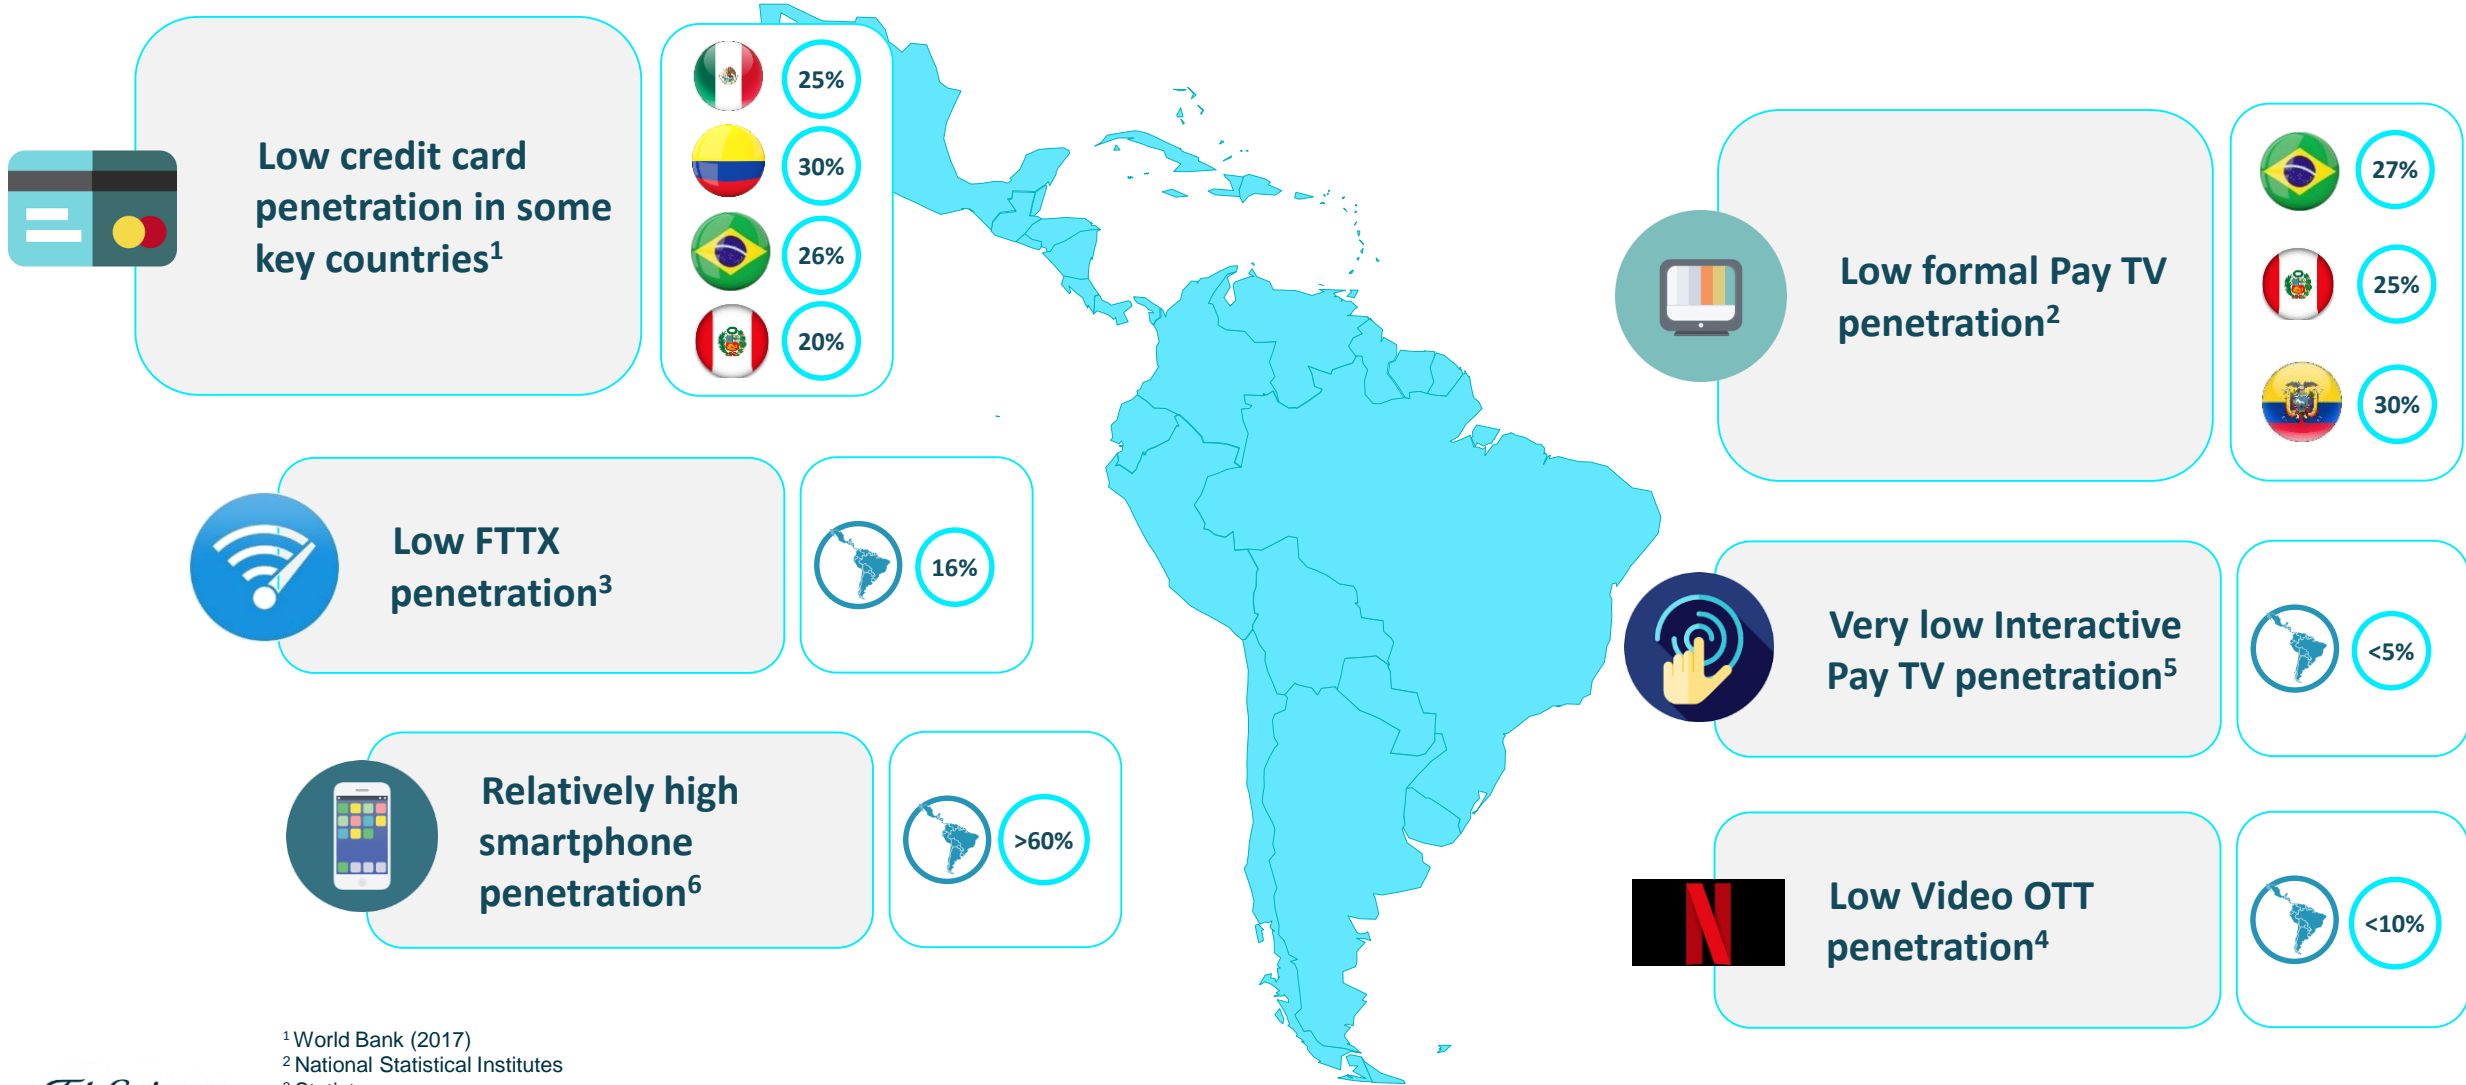 Low credit card
penetration in some
key countries¹
25%
30%
26%
20%
Low FTTX
penetration³
16%
Relatively high
smartphone
penetration⁶
>60%
Low formal Pay TV
penetration²
27%
25%
30%
Very low Interactive
Pay TV penetration⁵
<5%
N
Low Video OTT
penetration⁴
<10%
¹ World Bank (2017)
² National Statistical Institutes